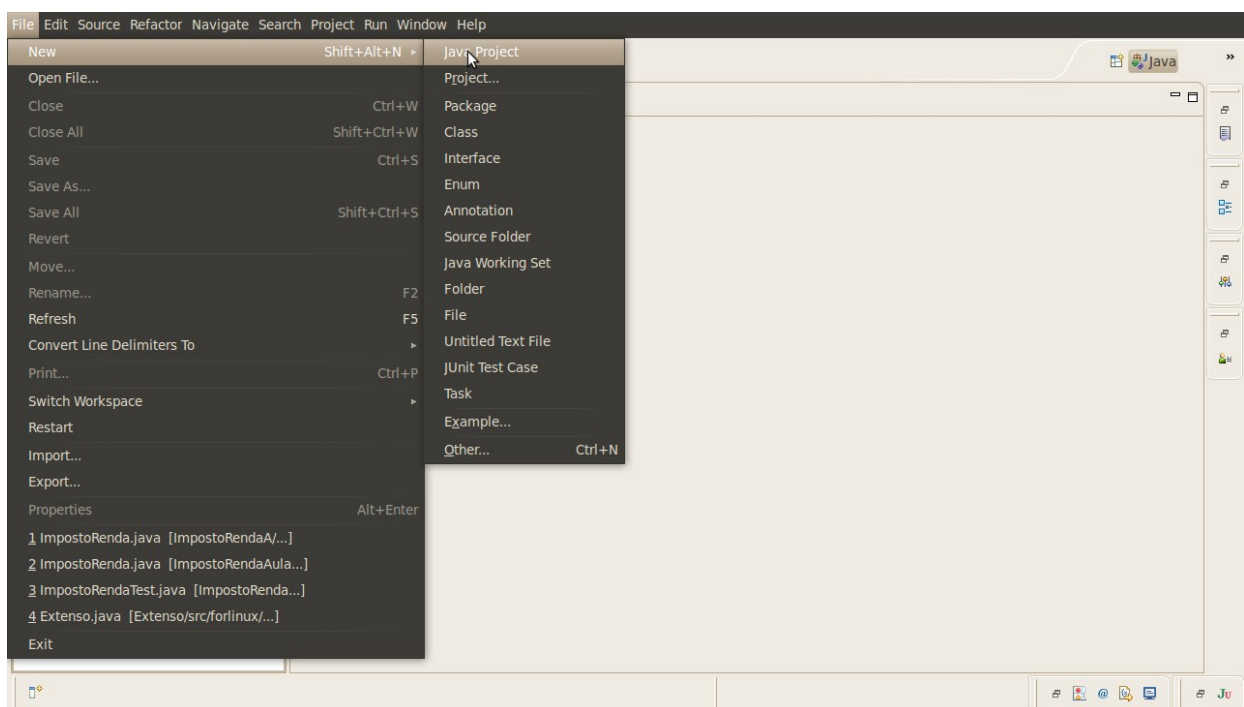 File Edit Source Refactor Navigate Search Project Run Window Help
New Shift+Alt+N
Open File...
Close Ctrl+W
Close All Shift+Ctrl+W
Save Ctrl+S
Save As...
Save All Shift+Ctrl+S
Revert
Move...
Rename... F2
Refresh F5
Convert Line Delimiters To
Print... Ctrl+P
Switch Workspace
Restart
Import...
Export...
Properties Alt+Enter
1 ImpostoRenda.java [ImpostoRendaA/...]
2 ImpostoRenda.java [ImpostoRendaAula...]
3 ImpostoRendaTest.java [ImpostoRenda...]
4 Extenso.java [Extenso/src/forlinux/...]
Exit
Java Project
Project...
Package
Class
Interface
Enum
Annotation
Source Folder
Java Working Set
Folder
File
Untitled Text File
JUnit Test Case
Task
Example...
Other... Ctrl+N
Java
Ju